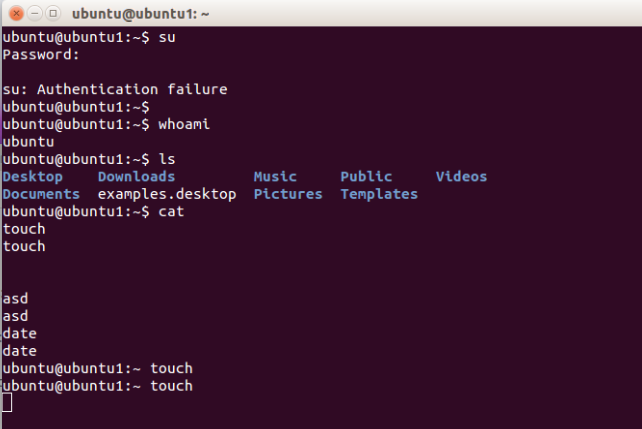 ubuntu@ubuntu1: ~
ubuntu@ubuntu1:~$ su
Password:
su: Authentication failure
ubuntu@ubuntu1:~$
ubuntu@ubuntu1:~$ whoami
ubuntu
ubuntu@ubuntu1:~$ ls
Desktop Downloads Music Public Videos
Documents examples.desktop Pictures Templates
ubuntu@ubuntu1:~$ cat
touch
touch
asd
asd
date
date
ubuntu@ubuntu1:~ touch
ubuntu@ubuntu1:~ touch